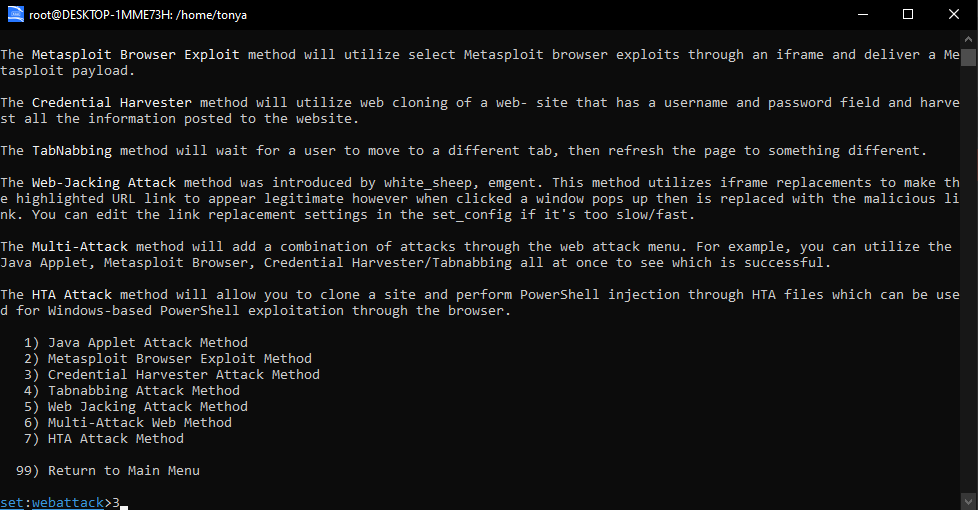 root@DESKTOP-1MME73H: /home/tonya
The Metasploit Browser Exploit method will utilize select Metasploit browser exploits through an iframe and deliver a Me
tasploit payload.
The Credential Harvester method will utilize web cloning of a web- site that has a username and password field and harve
st all the information posted to the website.
The TabNabbing method will wait for a user to move to a different tab, then refresh the page to something different.
The Web-Jacking Attack method was introduced by white_sheep, emgent. This method utilizes iframe replacements to make th
e highlighted URL link to appear legitimate however when clicked a window pops up then is replaced with the malicious li
nk. You can edit the link replacement settings in the set_config if it's too slow/fast.
The Multi-Attack method will add a combination of attacks through the web attack menu. For example, you can utilize the
Java Applet, Metasploit Browser, Credential Harvester/Tabnabbing all at once to see which is successful.
The HTA Attack method will allow you to clone a site and perform PowerShell injection through HTA files which can be use
d for Windows-based PowerShell exploitation through the browser.
1) Java Applet Attack Method
2) Metasploit Browser Exploit Method
3) Credential Harvester Attack Method
4) Tabnabbing Attack Method
5) Web Jacking Attack Method
6) Multi-Attack Web Method
7) HTA Attack Method
99) Return to Main Menu
set:webattack>3